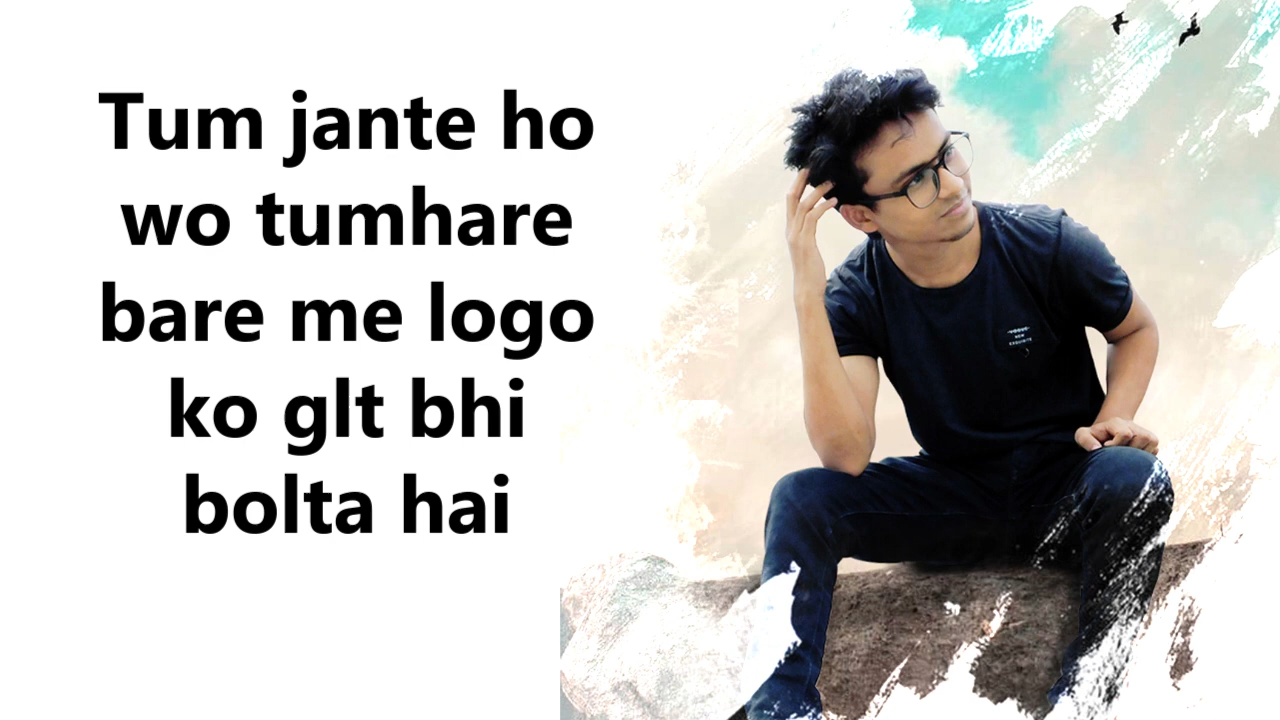 Tum jante ho
wo tumhare
bare me logo
ko glt bhi
bolta hai